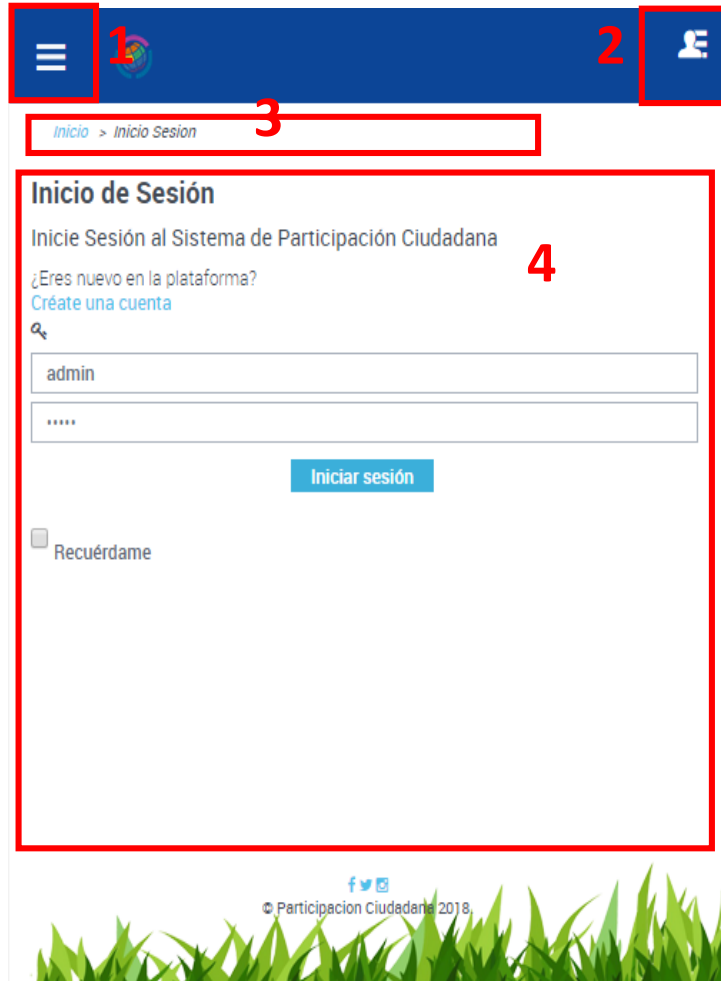 1
2
3
Inicio > Inicio Sesion
Inicio de Sesión
Inicie Sesión al Sistema de Participación Ciudadana
4
¿Eres nuevo en la plataforma?
Créate una cuenta
admin
•••••
Iniciar sesión
Recuérdame
© Participacion Ciudadana 2018.